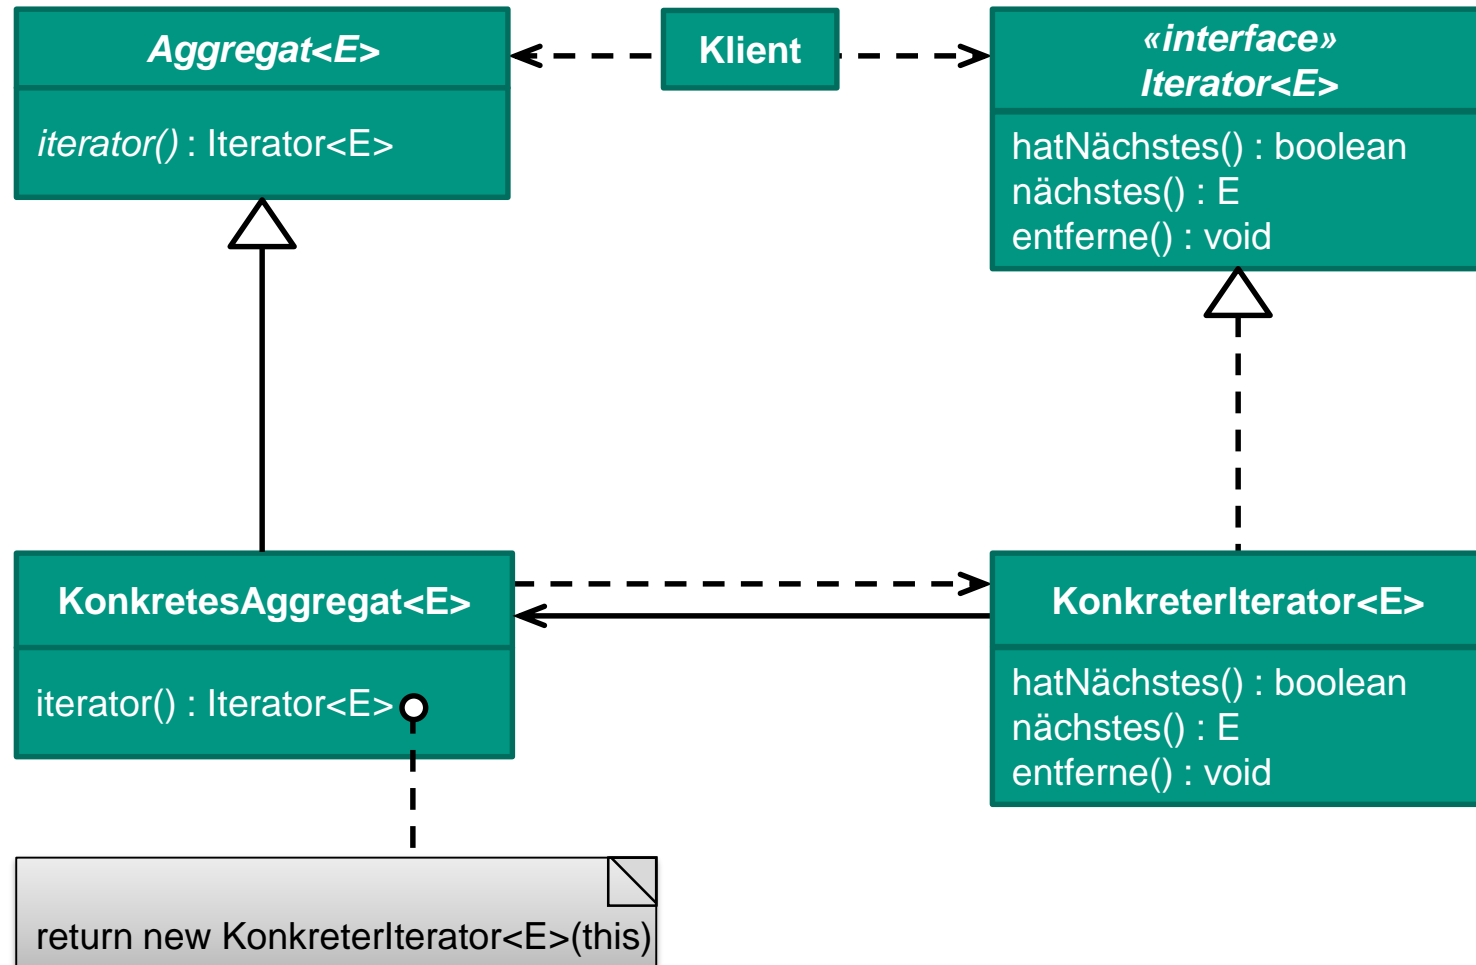 Aggregat<E>
iterator() : Iterator<E>
Klient
«interface»
Iterator<E>
hatNächstes() : boolean
nächstes() : E
entferne() : void
KonkretesAggregat<E>
iterator() : Iterator<E>
KonkreterIterator<E>
hatNächstes() : boolean
nächstes() : E
entferne() : void
return new KonkreterIterator<E>(this)